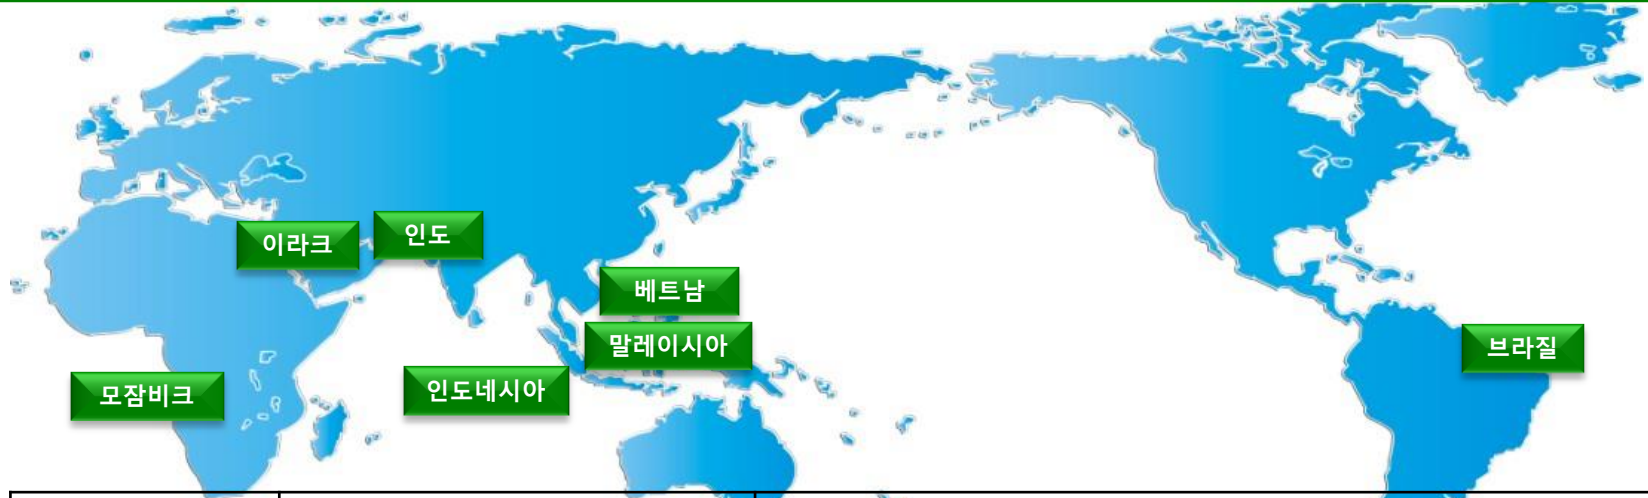 이라크
인도
베트남
말레이시아
브라질
모잠비크
인도네시아